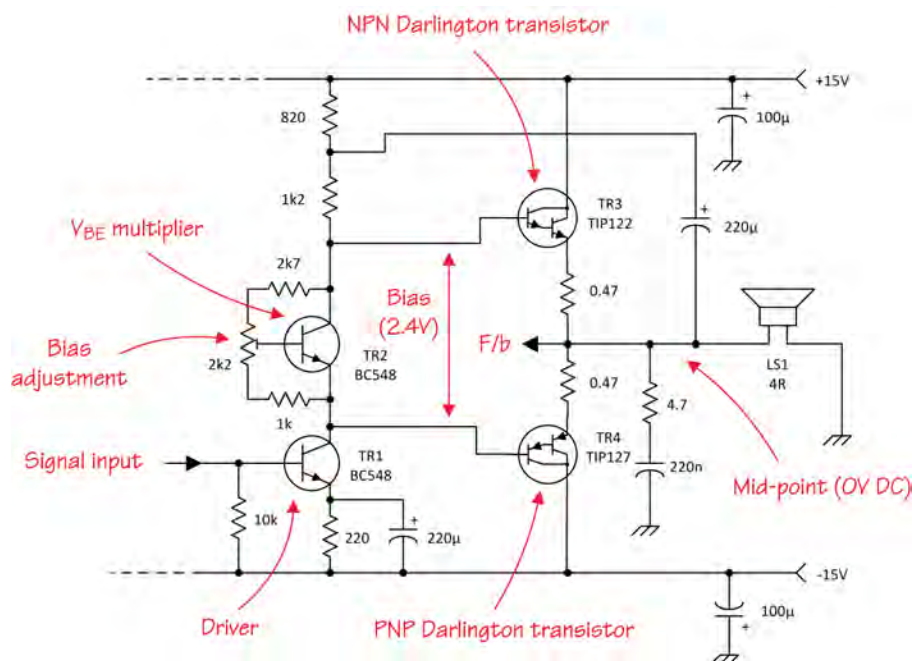 NPN Darlington transistor
+15V
820
100µ
1k2
TR3
TIP122
VBE multiplier
220µ
2k7
0.47
Bias
(2.4V)
F/b
Bias
adjustment
2k2
TR2
BC548
LS1
4R
0.47
4.7
1k
TR4
TIP127
Signal input
TR1
BC548
220n
Mid-point (0V DC)
10k
220
220µ
-15V
Driver
PNP Darlington transistor
100µ